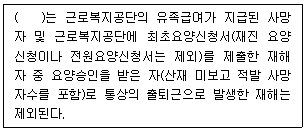 (    )는 근로복지공단의 유족급여가 지급된 사망
자 및 근로복지공단에 최초요양신청서(재진 요양
신청이나 전원요양신청서는 제외)를 제출한 재해
자 중 요양승인을 받은 자(산재 미보고 적발 사망
자수를 포함)로 통상의 출퇴근으로 발생한 재해는
제외된다.